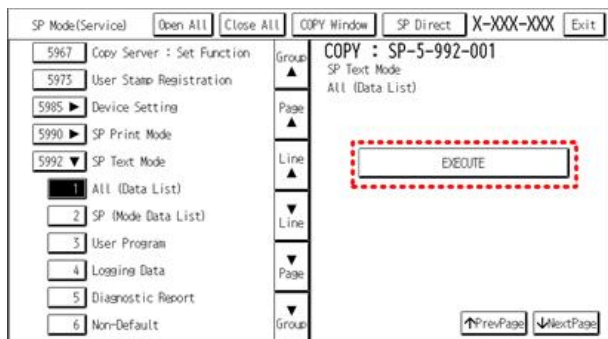 SP Mode(Service) Open All Close All COPY Window SP Direct X-XXX-XXX Exit
5967 Copy Server : Set Function
5973 User Stamp Registration
5985 ▶ Device Setting
5990 ▶ SP Print Mode
5992 ▼ SP Text Mode
1 All (Data List)
2 SP (Mode Data List)
3 User Program
4 Logging Data
5 Diagnostic Report
6 Non-Default
Group
▲
Page
▲
Line
▲
▼
Line
▼
Page
▼
Group
COPY : SP-5-992-001
SP Text Mode
All (Data List)
EXECUTE
↑PrevPage ↓NextPage